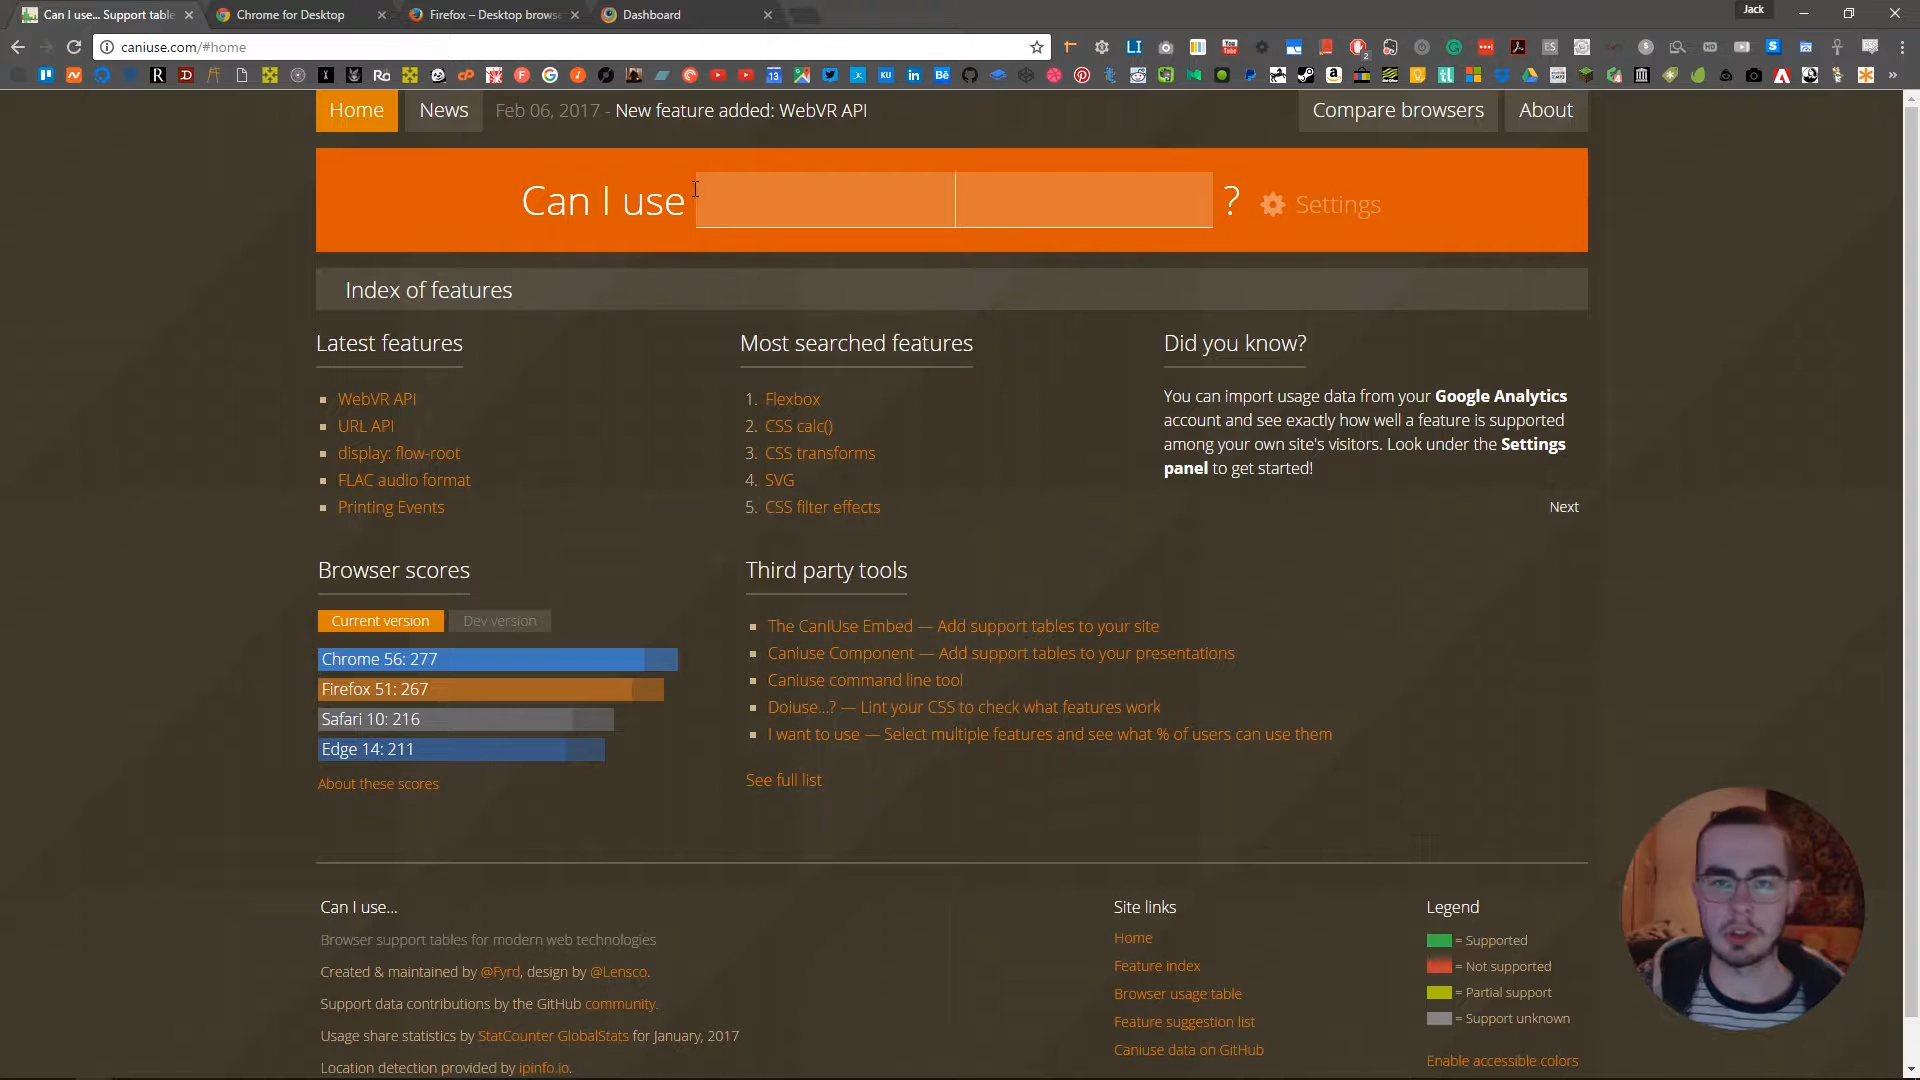 Can I use... Support table
Chrome for Desktop
Firefox – Desktop browse
Dashboard
Jack
caniuse.com/#home
Home
News
Feb 06, 2017 - New feature added: WebVR API
Compare browsers
About
Can I use
?
Settings
Index of features
Latest features
WebVR API
URL API
display: flow-root
FLAC audio format
Printing Events
Most searched features
1. Flexbox
2. CSS calc()
3. CSS transforms
4. SVG
5. CSS filter effects
Did you know?
You can import usage data from your Google Analytics
account and see exactly how well a feature is supported
among your own site's visitors. Look under the Settings
panel to get started!
Next
Browser scores
Current version
Dev version
Chrome 56: 277
Firefox 51: 267
Safari 10: 216
Edge 14: 211
About these scores
Third party tools
The CanIUse Embed — Add support tables to your site
Caniuse Component — Add support tables to your presentations
Caniuse command line tool
Doiuse...? — Lint your CSS to check what features work
I want to use — Select multiple features and see what % of users can use them
See full list
Can I use...
Browser support tables for modern web technologies
Created & maintained by @Fyrd, design by @Lensco.
Support data contributions by the GitHub community.
Usage share statistics by StatCounter GlobalStats for January, 2017
Location detection provided by ipinfo.io.
Site links
Home
Feature index
Browser usage table
Feature suggestion list
Caniuse data on GitHub
Legend
= Supported
= Not supported
= Partial support
= Support unknown
Enable accessible colors